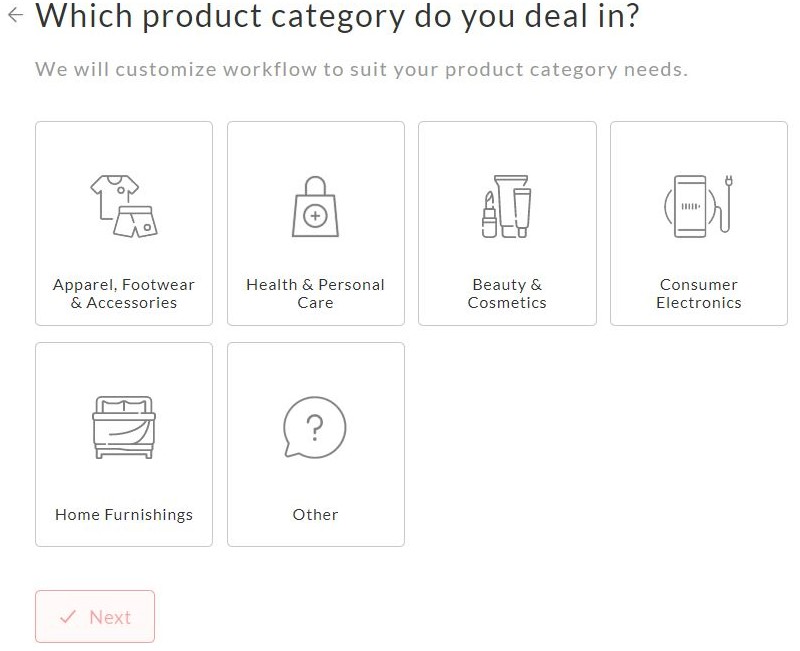 Which product category do you deal in?
We will customize workflow to suit your product category needs.
Apparel, Footwear
& Accessories
Health & Personal
Care
Beauty &
Cosmetics
Consumer
Electronics
Home Furnishings
Other
Next